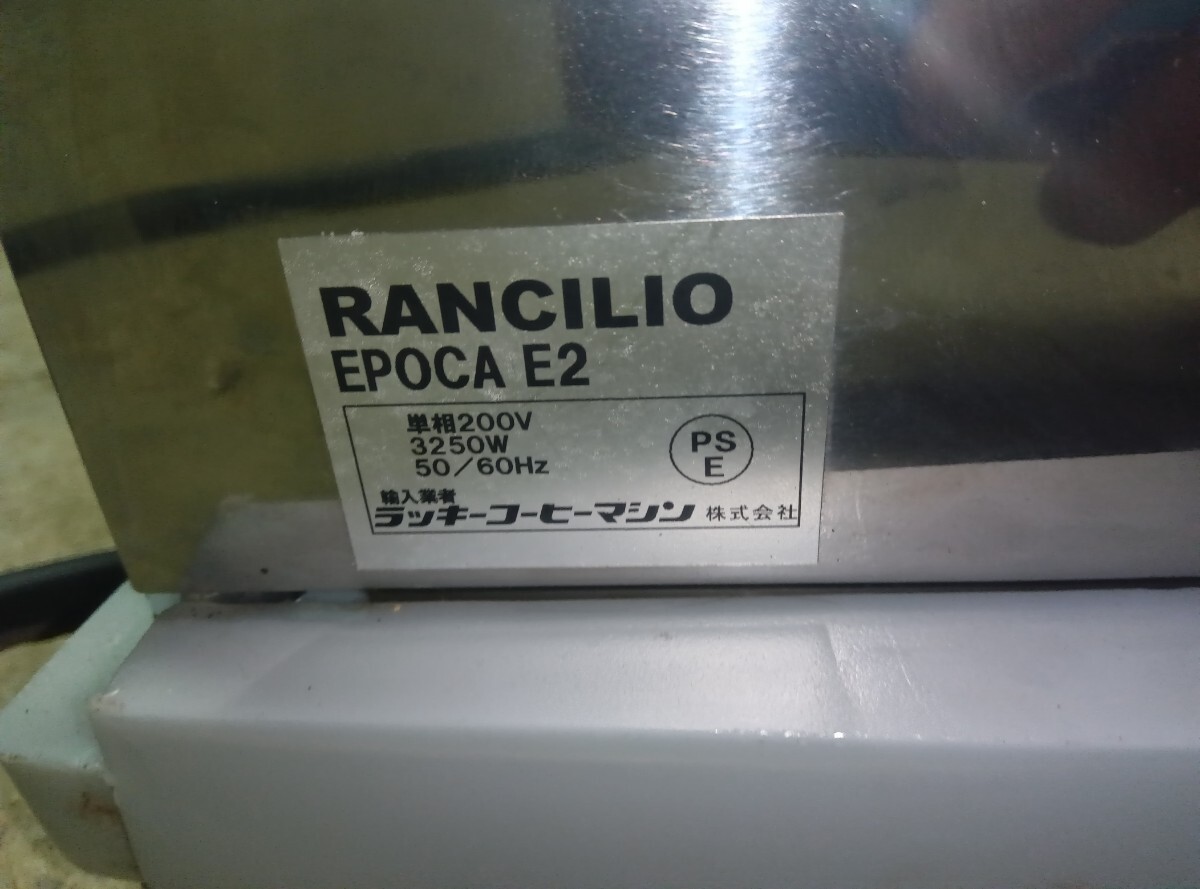 RANCILIO
EPOCA E2
単相200V
3250W
50/60Hz
PS
E
輸入業者
ラッキーコーヒーマシン 株式会社